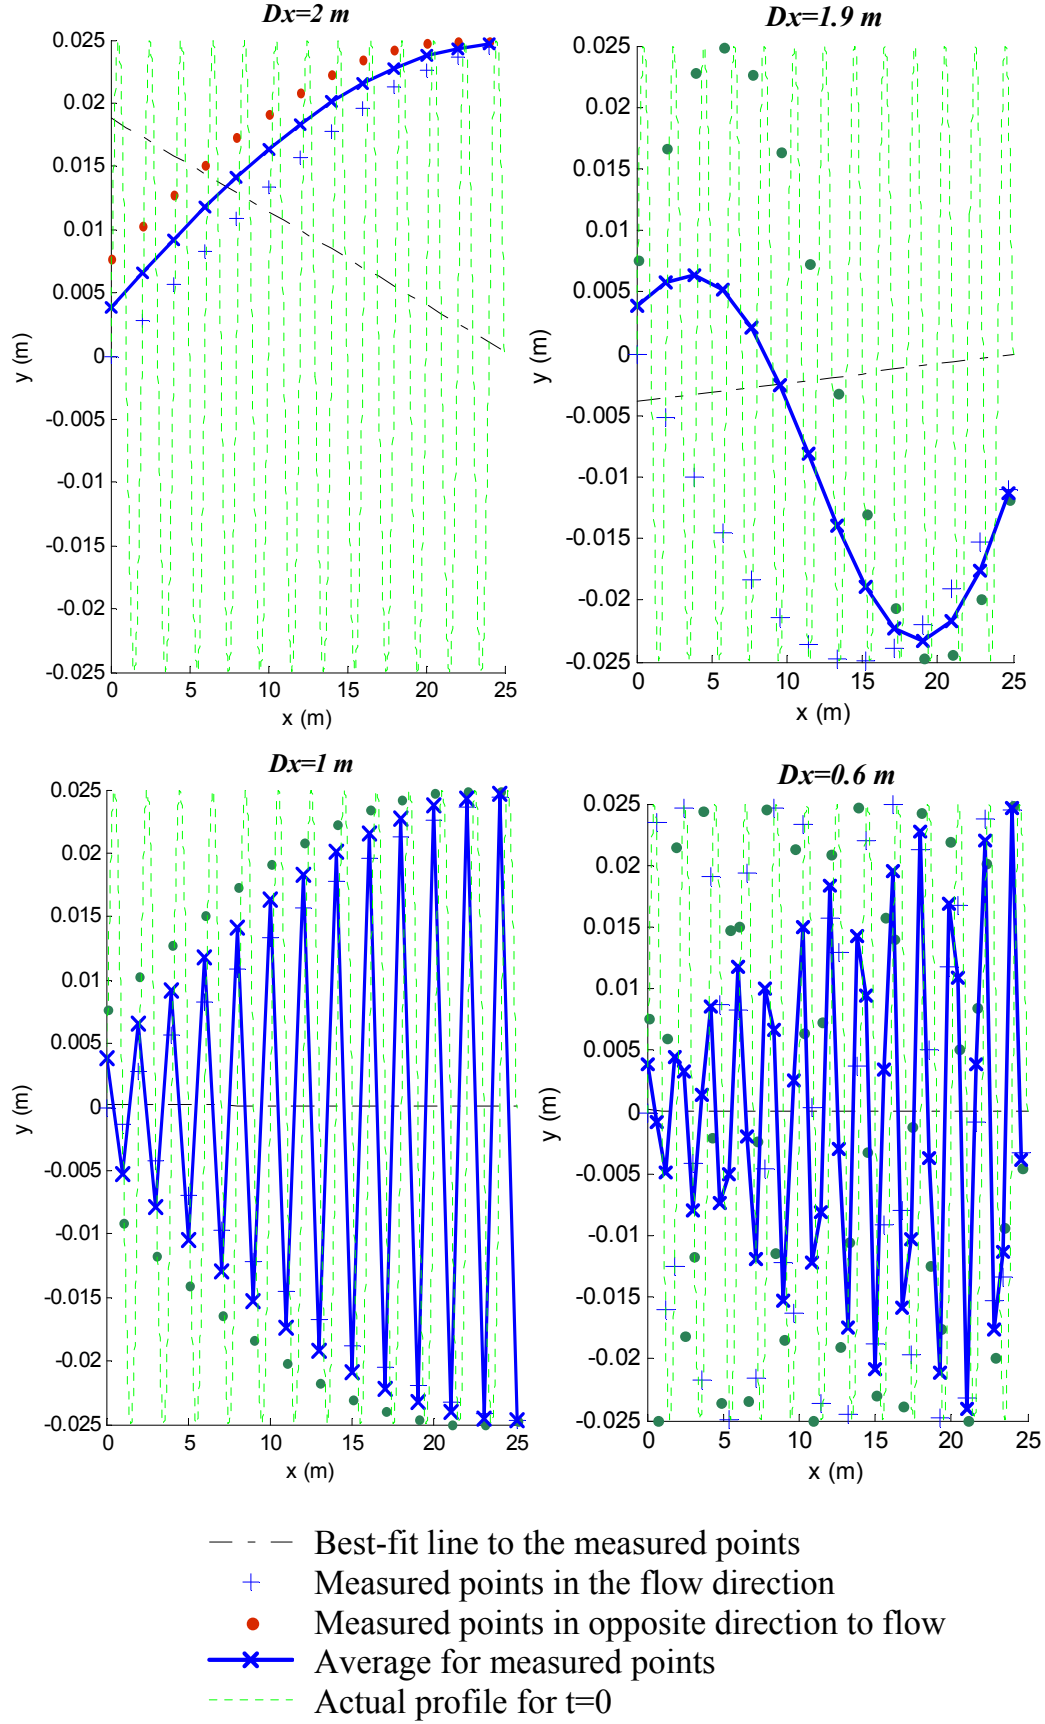 Dx=2 m
0.025
0.02
0.015
0.01
0.005
0
-0.005
-0.01
-0.015
-0.02
-0.025
y (m)
0 5 10 15 20 25
x (m)
Dx=1.9 m
0.025
0.02
0.015
0.01
0.005
0
-0.005
-0.01
-0.015
-0.02
-0.025
y (m)
0 5 10 15 20 25
x (m)
Dx=1 m
0.025
0.02
0.015
0.01
0.005
0
-0.005
-0.01
-0.015
-0.02
-0.025
y (m)
0 5 10 15 20 25
x (m)
Dx=0.6 m
0.025
0.02
0.015
0.01
0.005
0
-0.005
-0.01
-0.015
-0.02
-0.025
y (m)
0 5 10 15 20 25
x (m)
Best-fit line to the measured points
Measured points in the flow direction
Measured points in opposite direction to flow
Average for measured points
Actual profile for t=0